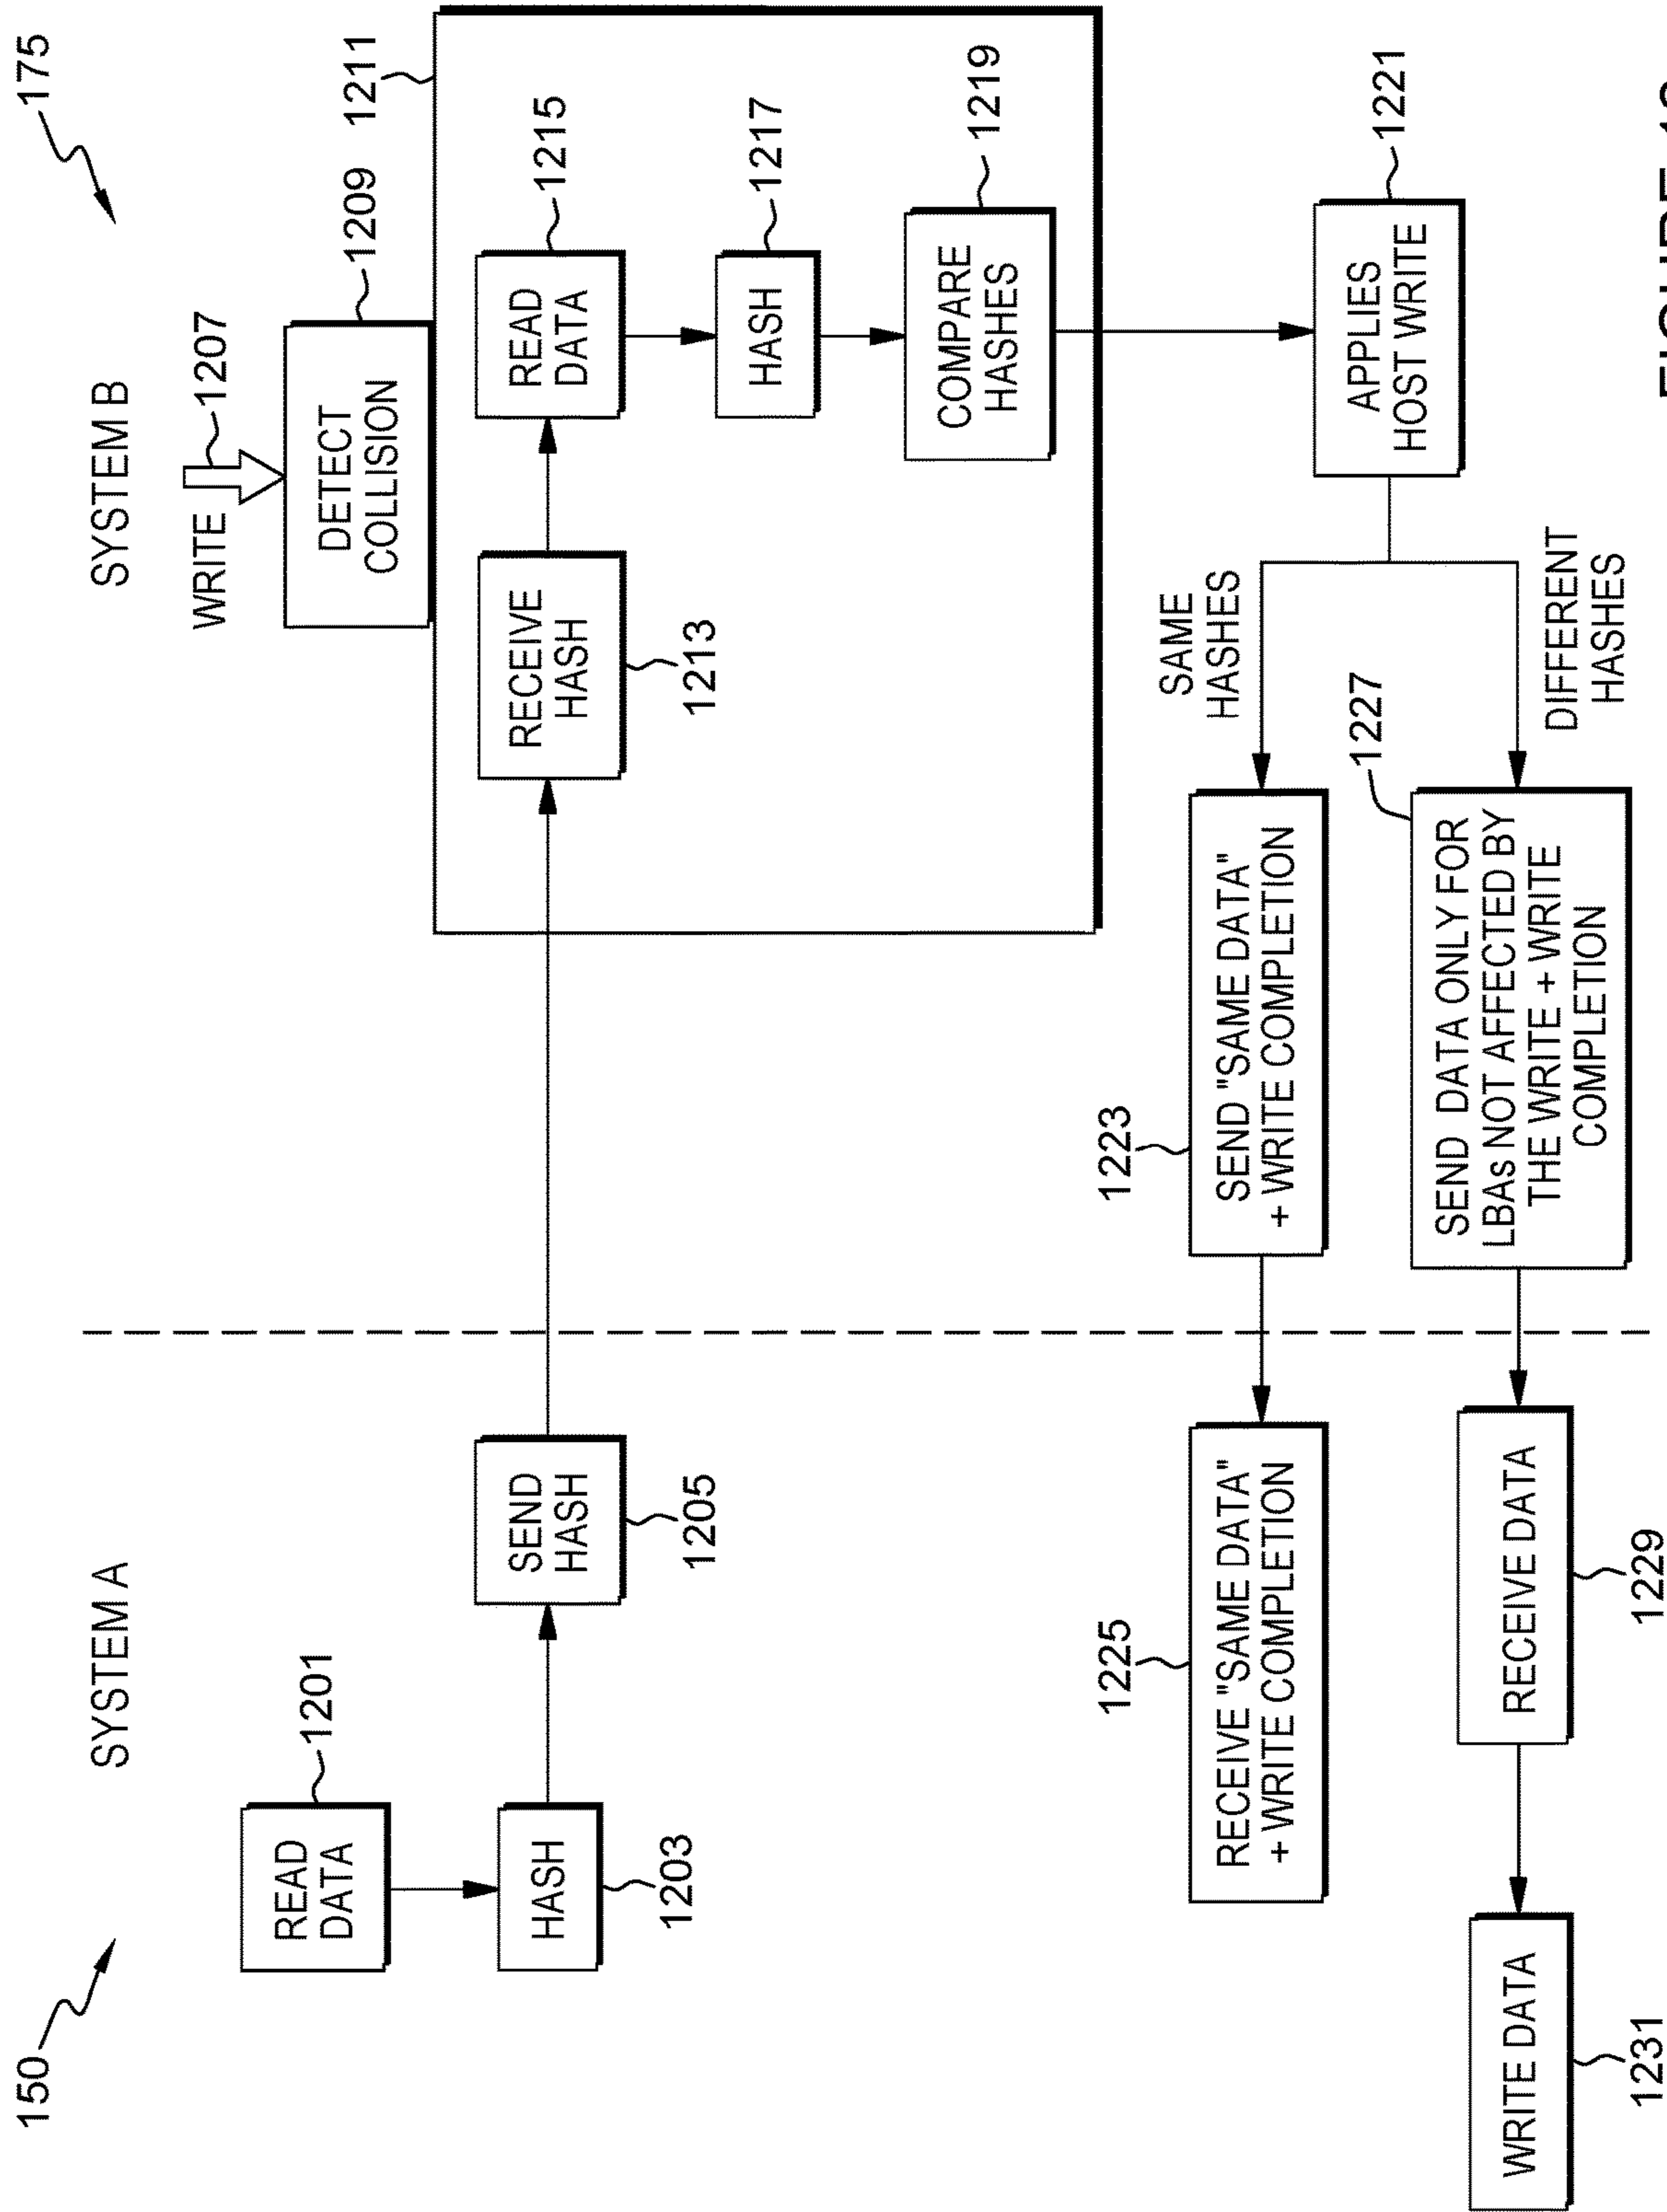 150
SYSTEM A
READ
DATA
1201
HASH
1203
SEND
HASH
1205
175
SYSTEM B
WRITE
1207
DETECT
COLLISION
1209
1211
RECEIVE
HASH
1213
READ
DATA
1215
HASH
1217
COMPARE
HASHES
1219
APPLIES
HOST WRITE
1221
SAME
HASHES
DIFFERENT
HASHES
1223
SEND "SAME DATA"
+ WRITE COMPLETION
1225
RECEIVE "SAME DATA"
+ WRITE COMPLETION
1227
SEND DATA ONLY FOR
LBAs NOT AFFECTED BY
THE WRITE + WRITE
COMPLETION
RECEIVE DATA
1229
WRITE DATA
1231